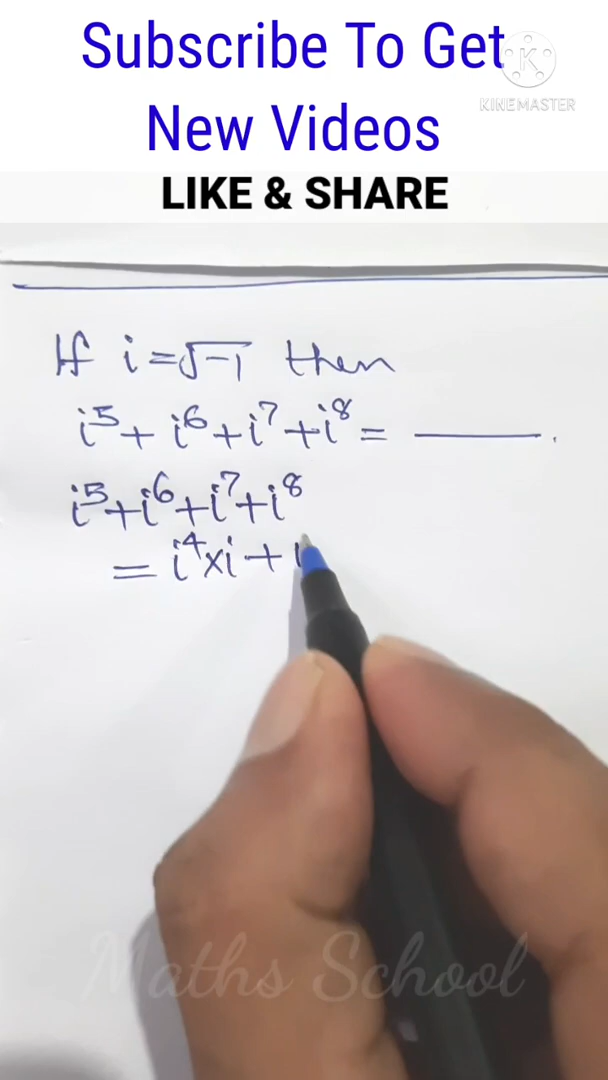 Subscribe To Get
New Videos
KINEMASTER
LIKE & SHARE
If i=√-1 then
i⁵+i⁶+i⁷+i⁸= ______.
i⁵+i⁶+i⁷+i⁸
= i⁴xi+i
Maths School